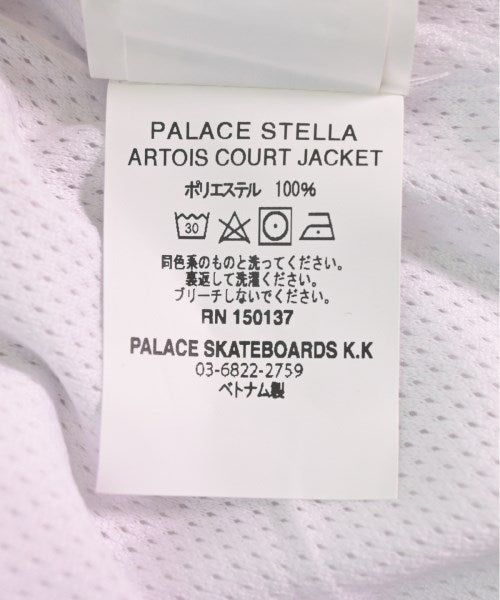 PALACE STELLA
ARTOIS COURT JACKET
ポリエステル 100%
30
同色系のものと洗ってください。
裏返して洗濯ください。
ブリーチしないでください。
RN 150137
PALACE SKATEBOARDS K.K
03-6822-2759
ベトナム製